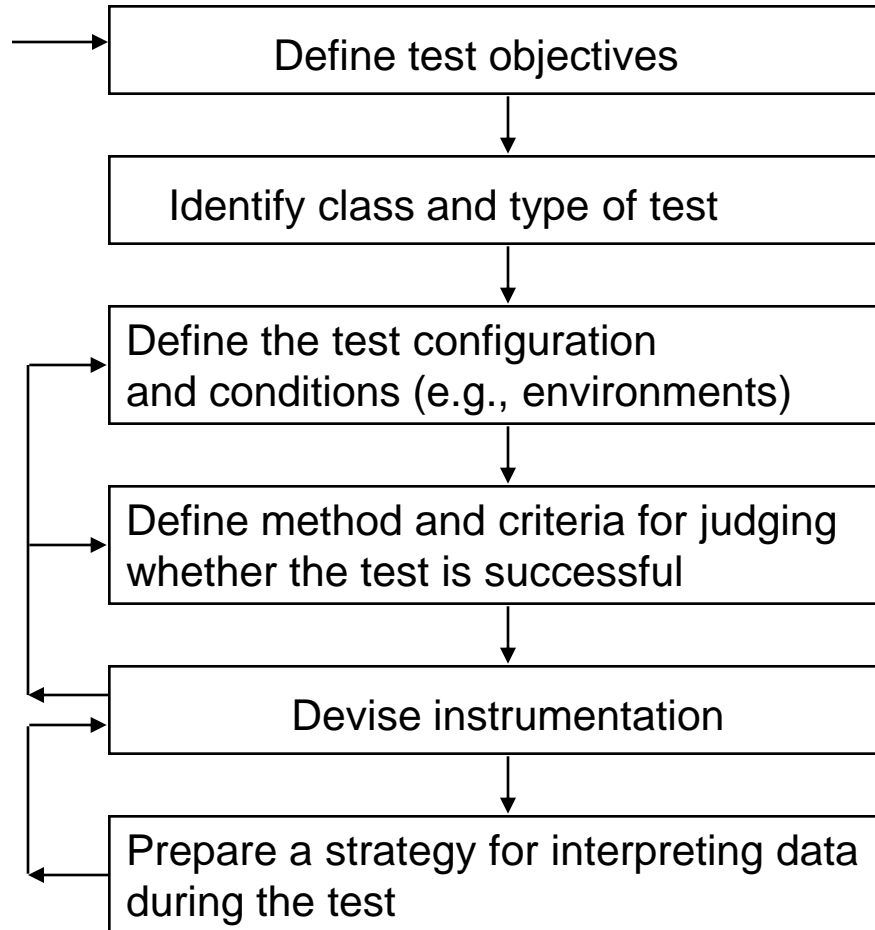 Define test objectives
Identify class and type of test
Define the test configuration
and conditions (e.g., environments)
Define method and criteria for judging
whether the test is successful
Devise instrumentation
Prepare a strategy for interpreting data
during the test